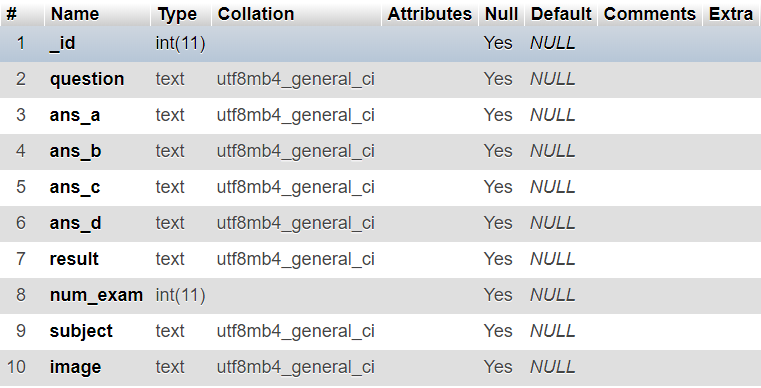 # Name Type Collation Attributes Null Default Comments Extra
1 _id int(11) Yes NULL
2 question text utf8mb4_general_ci Yes NULL
3 ans_a text utf8mb4_general_ci Yes NULL
4 ans_b text utf8mb4_general_ci Yes NULL
5 ans_c text utf8mb4_general_ci Yes NULL
6 ans_d text utf8mb4_general_ci Yes NULL
7 result text utf8mb4_general_ci Yes NULL
8 num_exam int(11) Yes NULL
9 subject text utf8mb4_general_ci Yes NULL
10 image text utf8mb4_general_ci Yes NULL